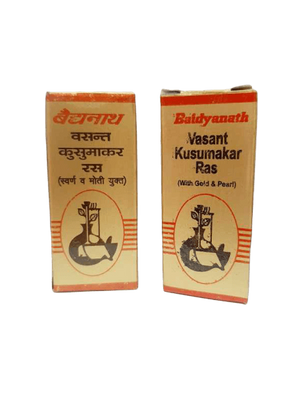 बैद्यनाथ
वसन्त
कुसुमाकर
रस
(स्वर्ण व मोती युक्त)
Baidyanath
Vasant
Kusumakar
Ras
(With Gold & Pearl)